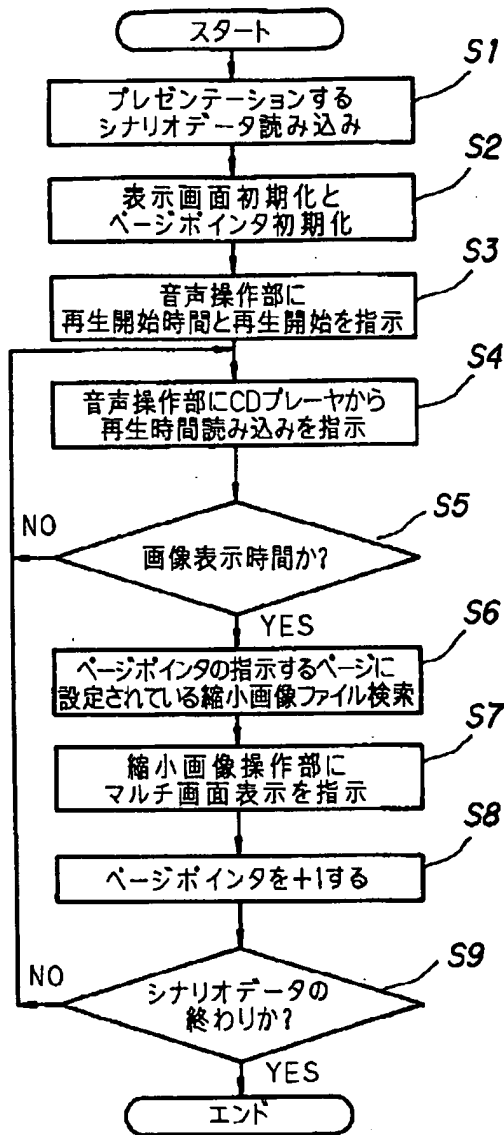 スタート
S1
プレゼンテーションする
シナリオデータ読み込み
S2
表示画面初期化と
ページポインタ初期化
S3
音声操作部に
再生開始時間と再生開始を指示
S4
音声操作部にCDプレーヤから
再生時間読み込みを指示
S5
NO
画像表示時間か?
YES
S6
ページポインタの指示するページに
設定されている縮小画像ファイル検索
S7
縮小画像操作部に
マルチ画面表示を指示
S8
ページポインタを+1する
S9
NO
シナリオデータの
終わりか?
YES
エンド